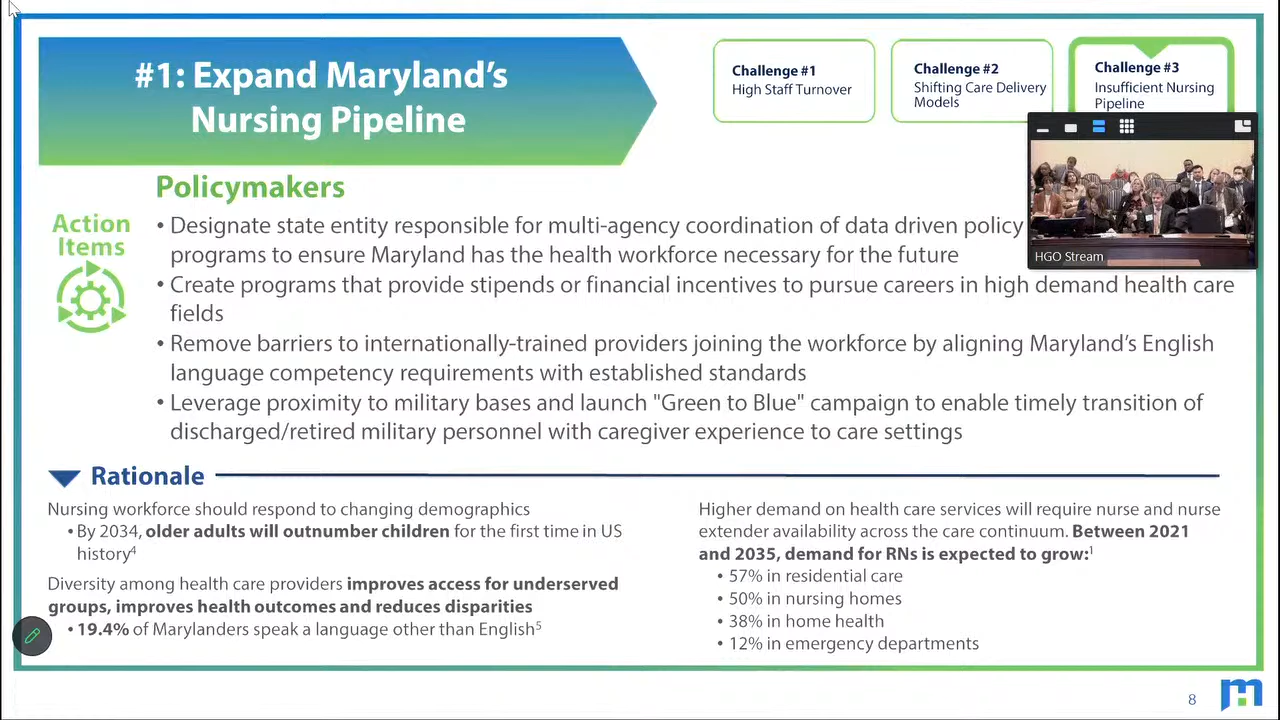 #1: Expand Maryland's
Nursing Pipeline
Challenge #1
High Staff Turnover
Challenge #2
Shifting Care Delivery
Models
Challenge #3
Insufficient Nursing
Pipeline
HGO Stream
Policymakers
Action
Items
• Designate state entity responsible for multi-agency coordination of data driven policy
programs to ensure Maryland has the health workforce necessary for the future
• Create programs that provide stipends or financial incentives to pursue careers in high demand health care
fields
• Remove barriers to internationally-trained providers joining the workforce by aligning Maryland's English
language competency requirements with established standards
• Leverage proximity to military bases and launch "Green to Blue" campaign to enable timely transition of
discharged/retired military personnel with caregiver experience to care settings
Rationale
Nursing workforce should respond to changing demographics
• By 2034, older adults will outnumber children for the first time in US
history⁴
Diversity among health care providers improves access for underserved
groups, improves health outcomes and reduces disparities
• 19.4% of Marylanders speak a language other than English⁵
Higher demand on health care services will require nurse and nurse
extender availability across the care continuum. Between 2021
and 2035, demand for RNs is expected to grow:¹
• 57% in residential care
• 50% in nursing homes
• 38% in home health
• 12% in emergency departments
8